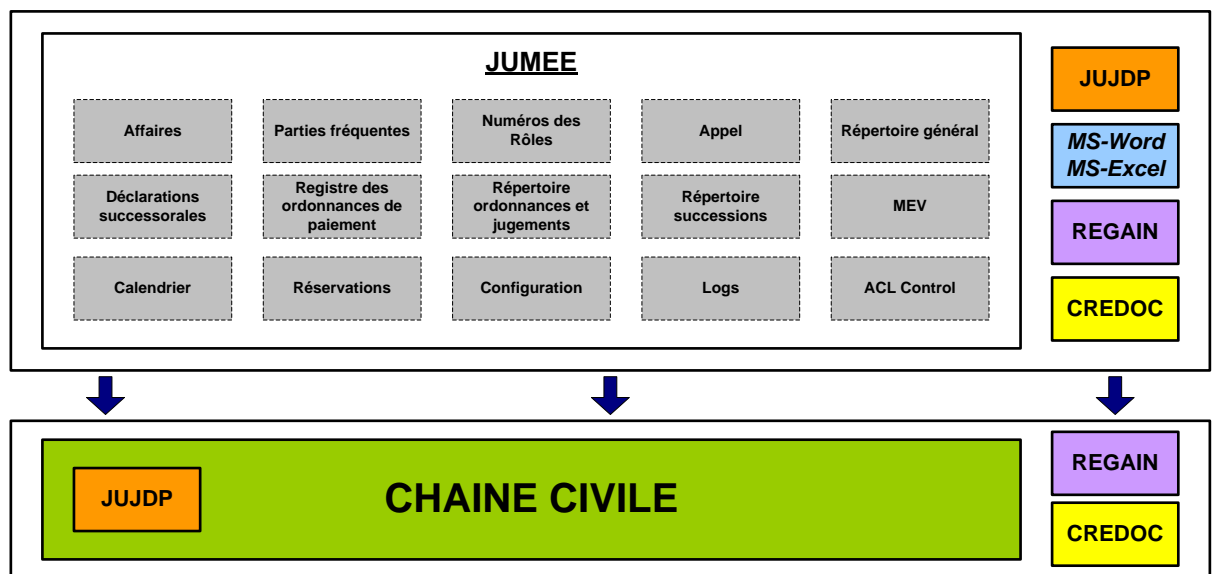 JUMEE
Affaires
Parties fréquentes
Numéros des
Rôles
Appel
Répertoire général
Déclarations
successorales
Registre des
ordonnances de
paiement
Répertoire
ordonnances et
jugements
Répertoire
successions
MEV
Calendrier
Réservations
Configuration
Logs
ACL Control
JUJDP
MS-Word
MS-Excel
REGAIN
CREDOC
JUJDP
CHAINE CIVILE
REGAIN
CREDOC